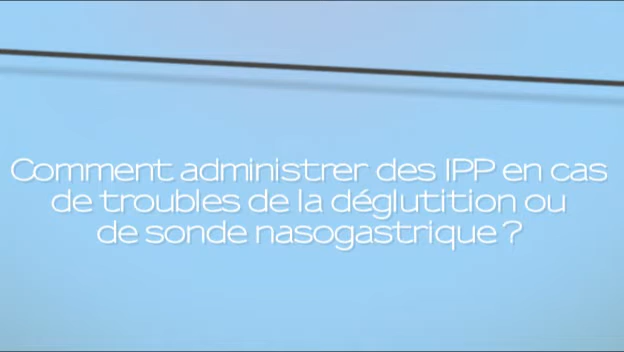 Comment administrer des IPP en cas
de troubles de la déglutition ou
de sonde nasogastrique ?